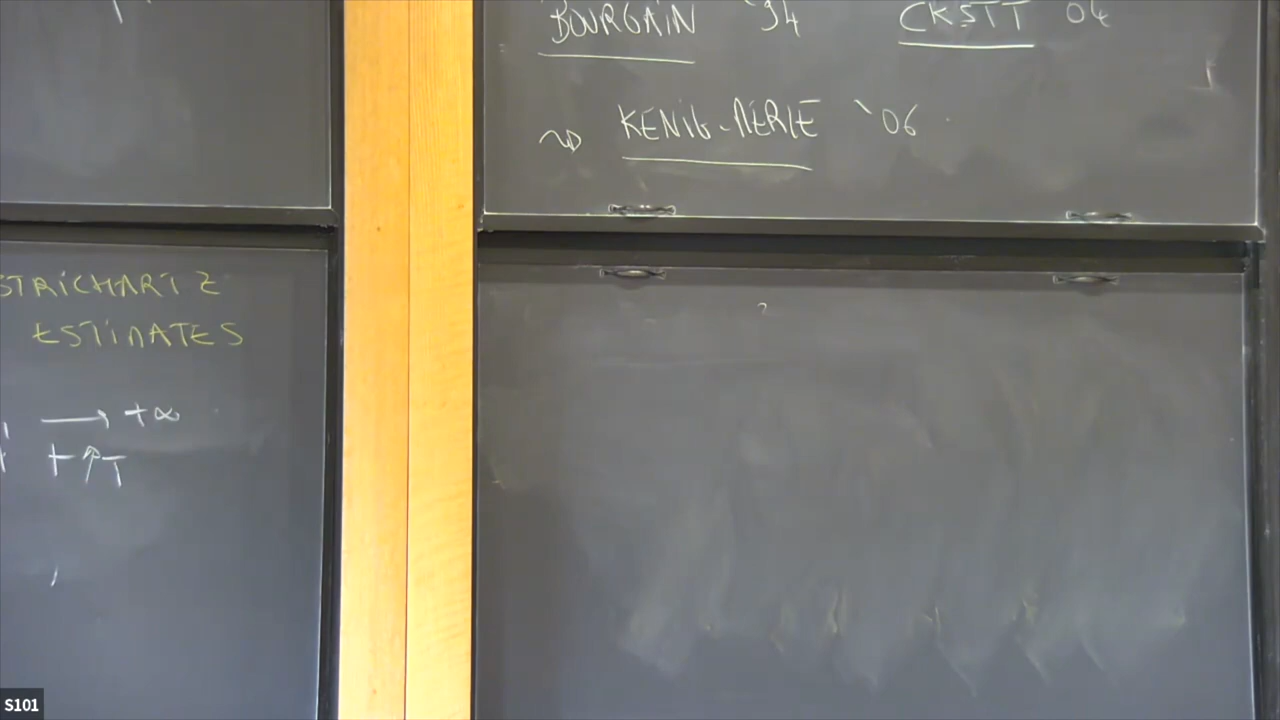 STRICHARTZ
ESTIMATES
⟶ +∞
t↑T
BOURGAIN '94 CKSTT 04
⇝ KENIG-MERLE '06
S101